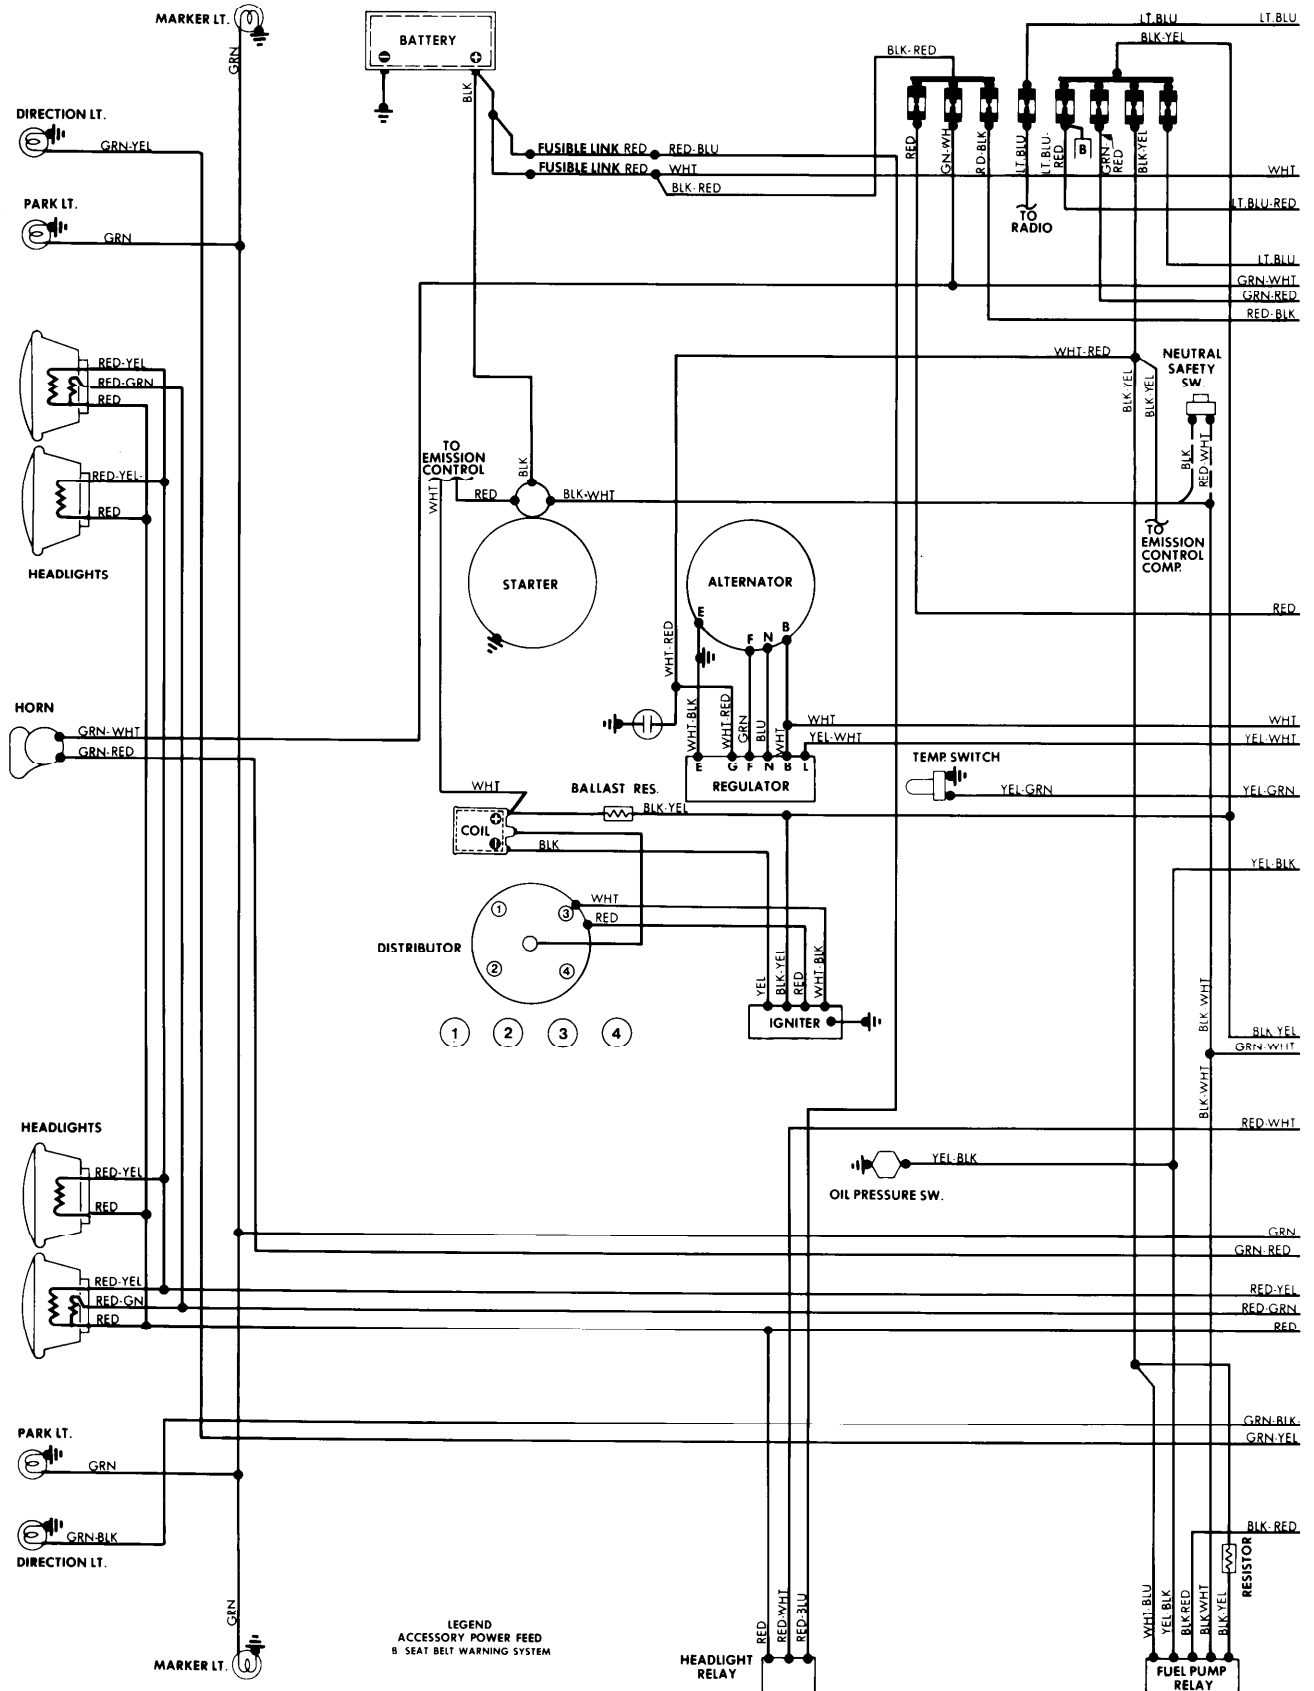 MARKER LT.
GRN
BATTERY
BLK
DIRECTION LT.
GRN-YEL
PARK LT.
GRN
FUSIBLE LINK RED
RED-BLU
FUSIBLE LINK RED
WHT
BLK-RED
BLK-RED
LT.BLU
LT.BLU
BLK-YEL
RED
GN-WH
RD-BLK
LT.BLU
LT.BLU-
RED
B
GRN-
RED
BLK-YEL
WHT
TO
RADIO
LT.BLU-RED
LT.BLU
GRN-WHT
GRN-RED
RED-BLK
WHT-RED
NEUTRAL
SAFETY
SW.
BLK-YEL
BLK-YEL
BLK
RED-WHT
RED-YEL
RED-GRN
RED
RED-YEL-
RED
HEADLIGHTS
TO
EMISSION
CONTROL
WHT
RED
BLK
BLK-WHT
STARTER
ALTERNATOR
E
F
N
B
TO
EMISSION
CONTROL
COMP.
RED
HORN
GRN-WHT
GRN-RED
WHT-RED
WHT-BLK
WHT-RED
GRN
BLU
WHT
WHT
YEL-WHT
WHT
YEL-WHT
E
G
F
N
B
L
REGULATOR
TEMP. SWITCH
YEL-GRN
YEL-GRN
WHT
BALLAST RES.
BLK-YEL
COIL
+
BLK
YEL-BLK
DISTRIBUTOR
1
3
2
4
WHT
RED
YEL
BLK-YEL
RED
WHT-BLK
IGNITER
1 2 3 4
BLK-WHT
BLK YEL
GRN-WHT
BLK-WHT
RED-WHT
HEADLIGHTS
RED-YEL
RED
YEL-BLK
OIL PRESSURE SW.
GRN
GRN-RED
RED-YEL
RED-GN
RED
RED-YEL
RED-GRN
RED
PARK LT.
GRN
GRN-BLK
GRN-YEL
GRN-BLK
DIRECTION LT.
BLK-RED
RESISTOR
GRN
MARKER LT.
LEGEND
ACCESSORY POWER FEED
B SEAT BELT WARNING SYSTEM
RED
RED-WHT
RED-BLU
HEADLIGHT
RELAY
WHT-BLU
YEL BLK
BLK-RED
BLK WHT
BLK-YEL
FUEL PUMP
RELAY